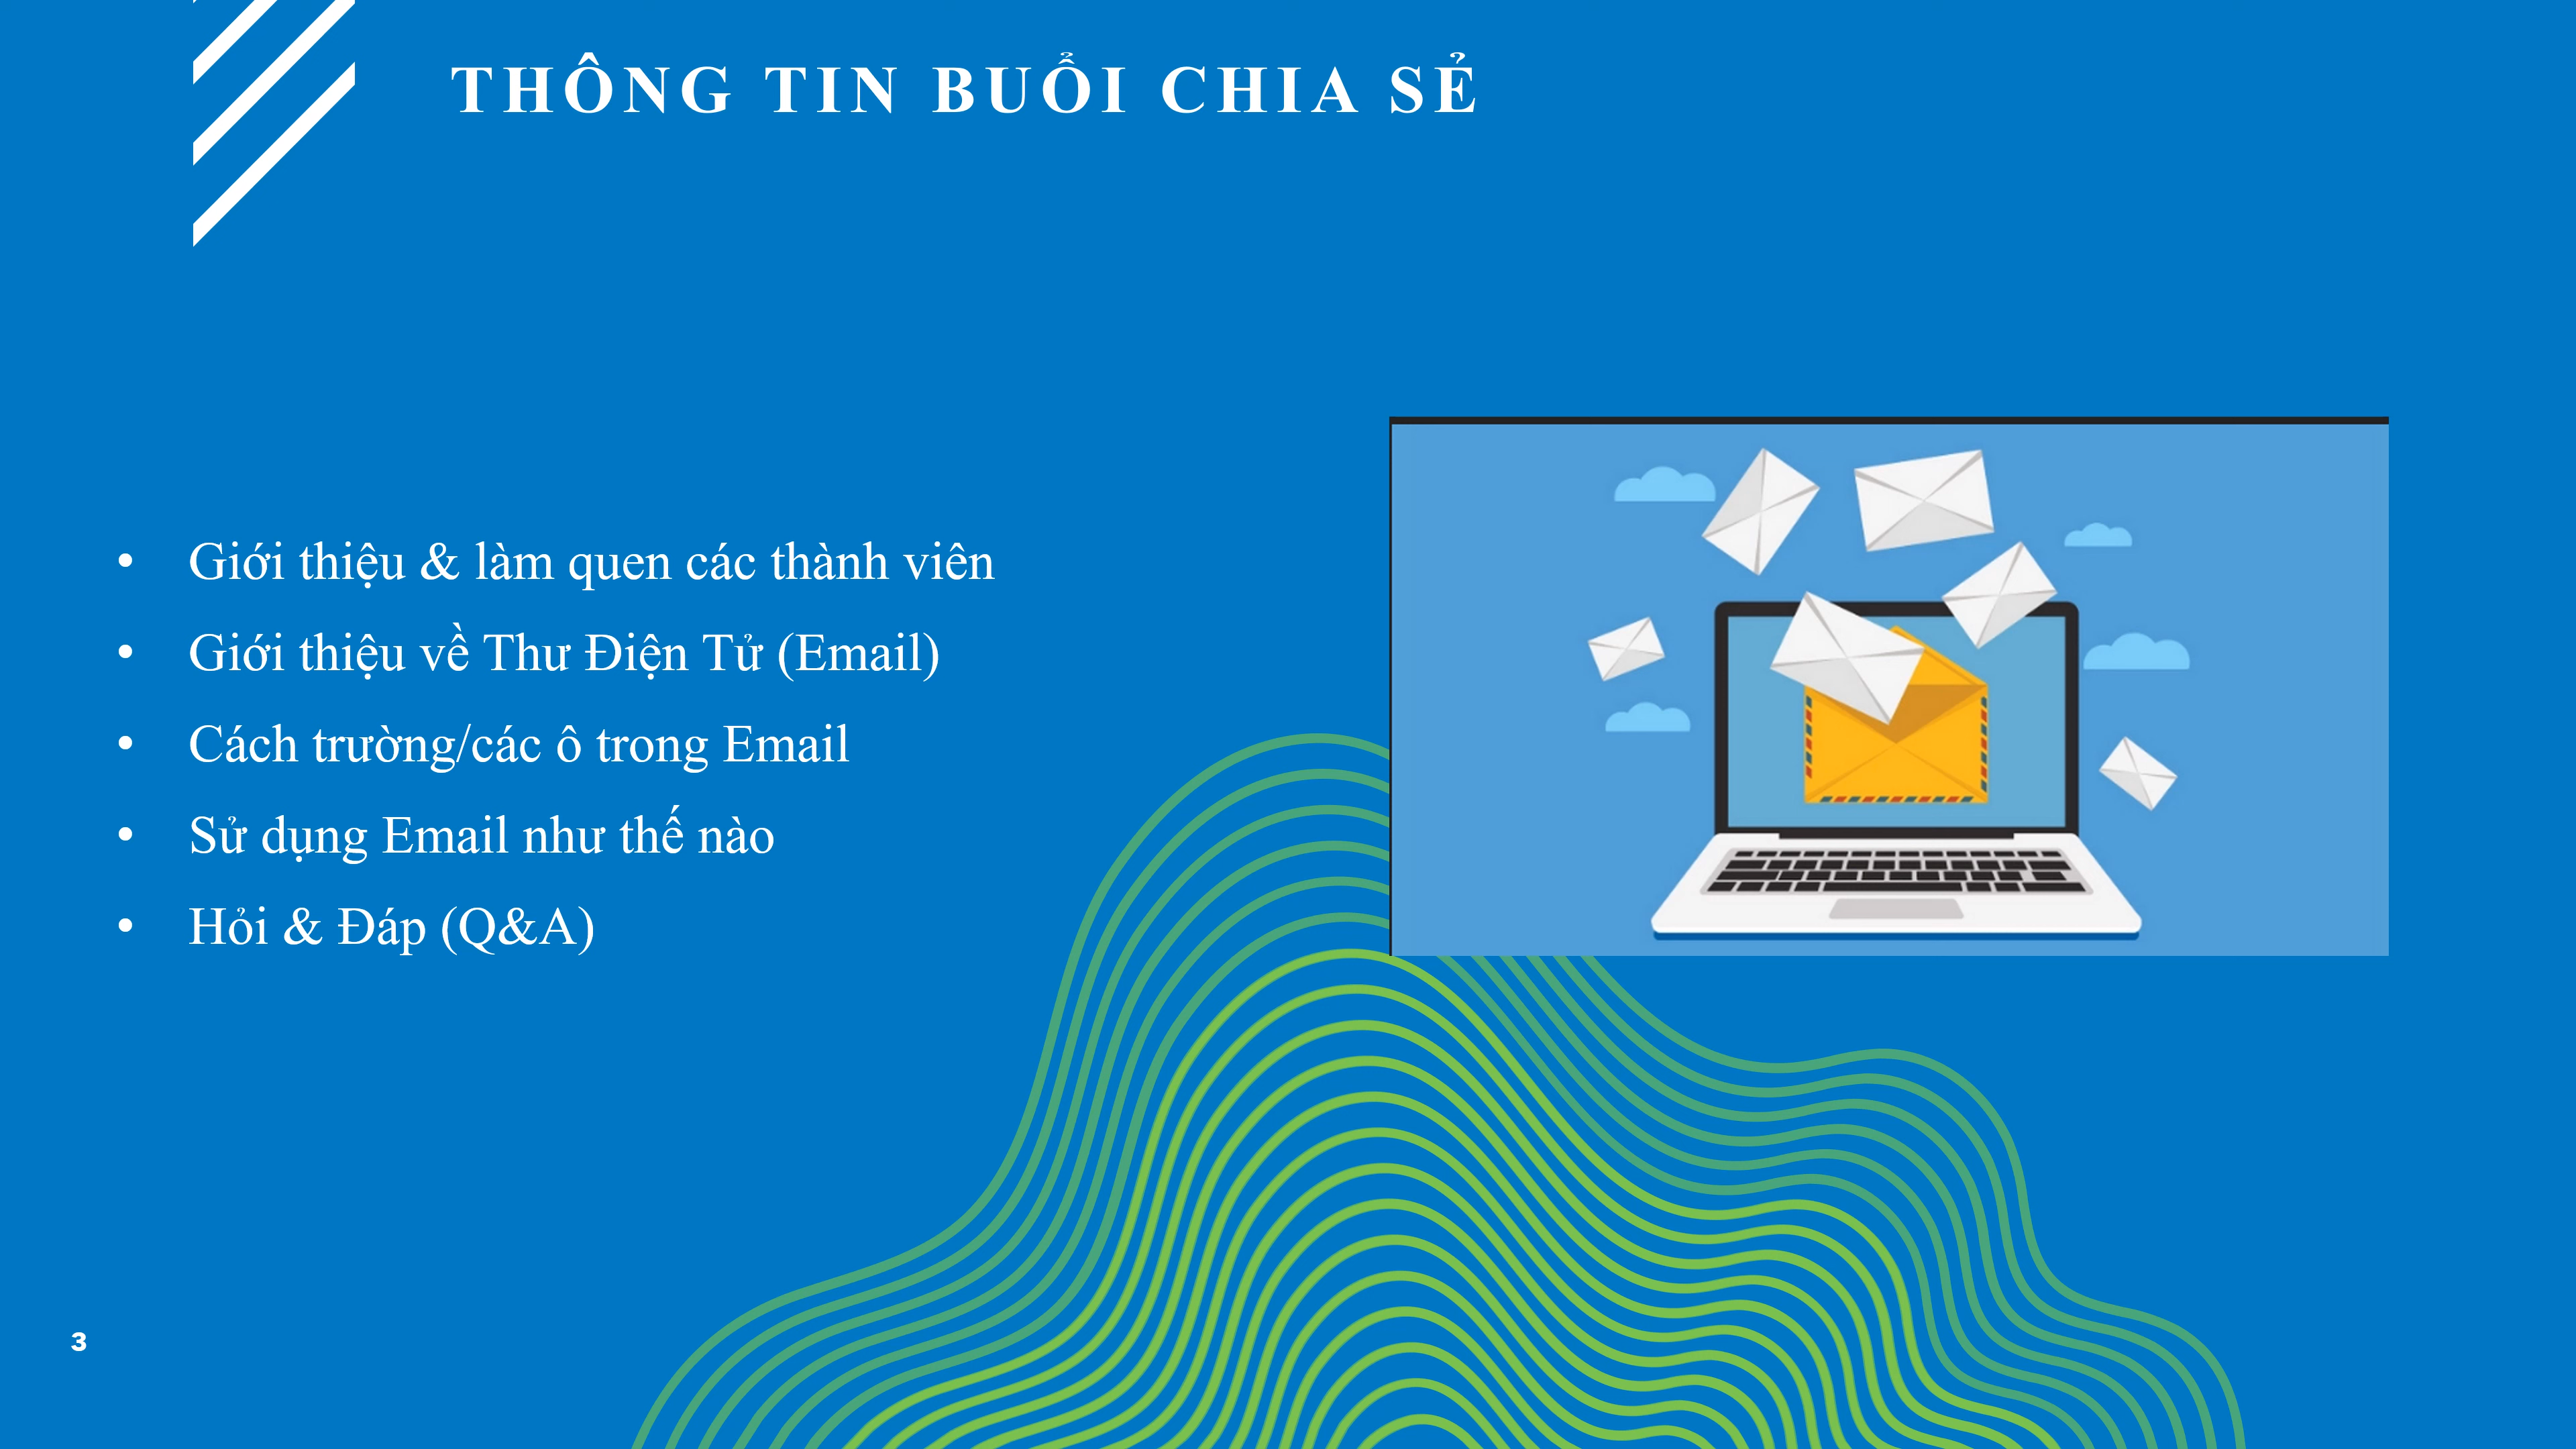 THÔNG TIN BUỔI CHIA SẺ
• Giới thiệu & làm quen các thành viên
• Giới thiệu về Thư Điện Tử (Email)
• Cách trường/các ô trong Email
• Sử dụng Email như thế nào
• Hỏi & Đáp (Q&A)
3